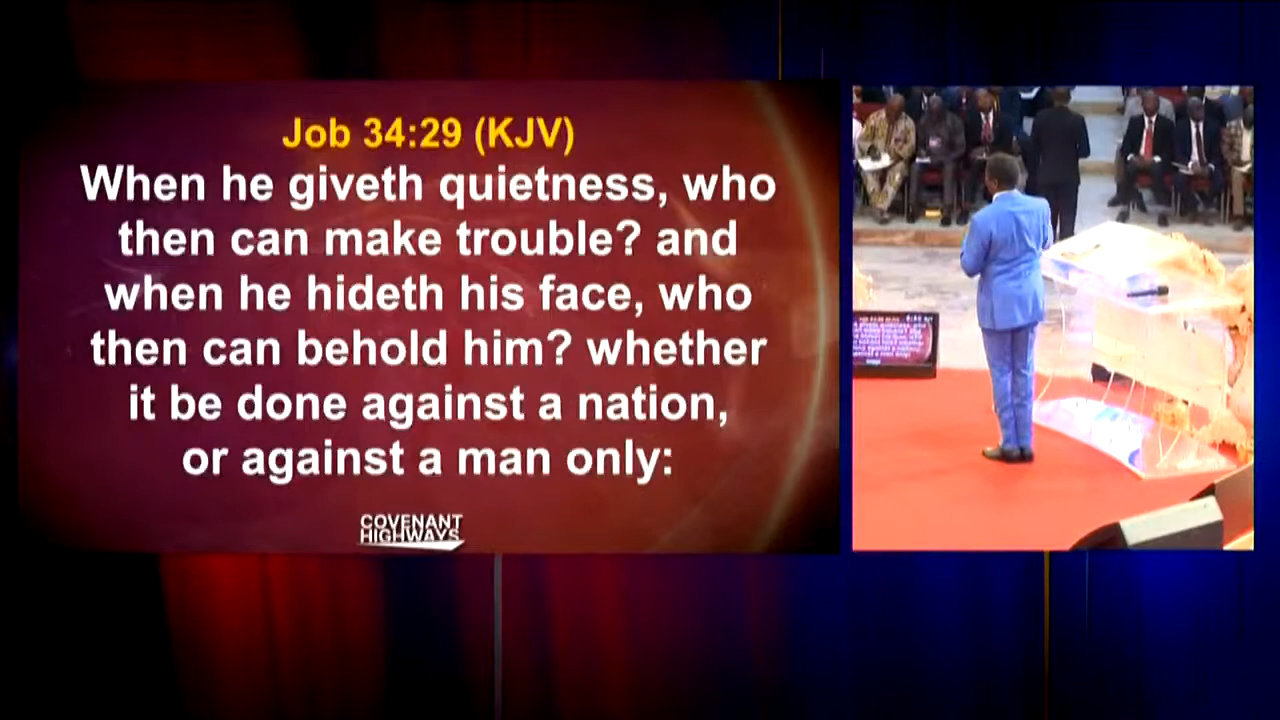 Job 34:29 (KJV)
When he giveth quietness, who
then can make trouble? and
when he hideth his face, who
then can behold him? whether
it be done against a nation,
or against a man only:
COVENANT
HIGHWAYS